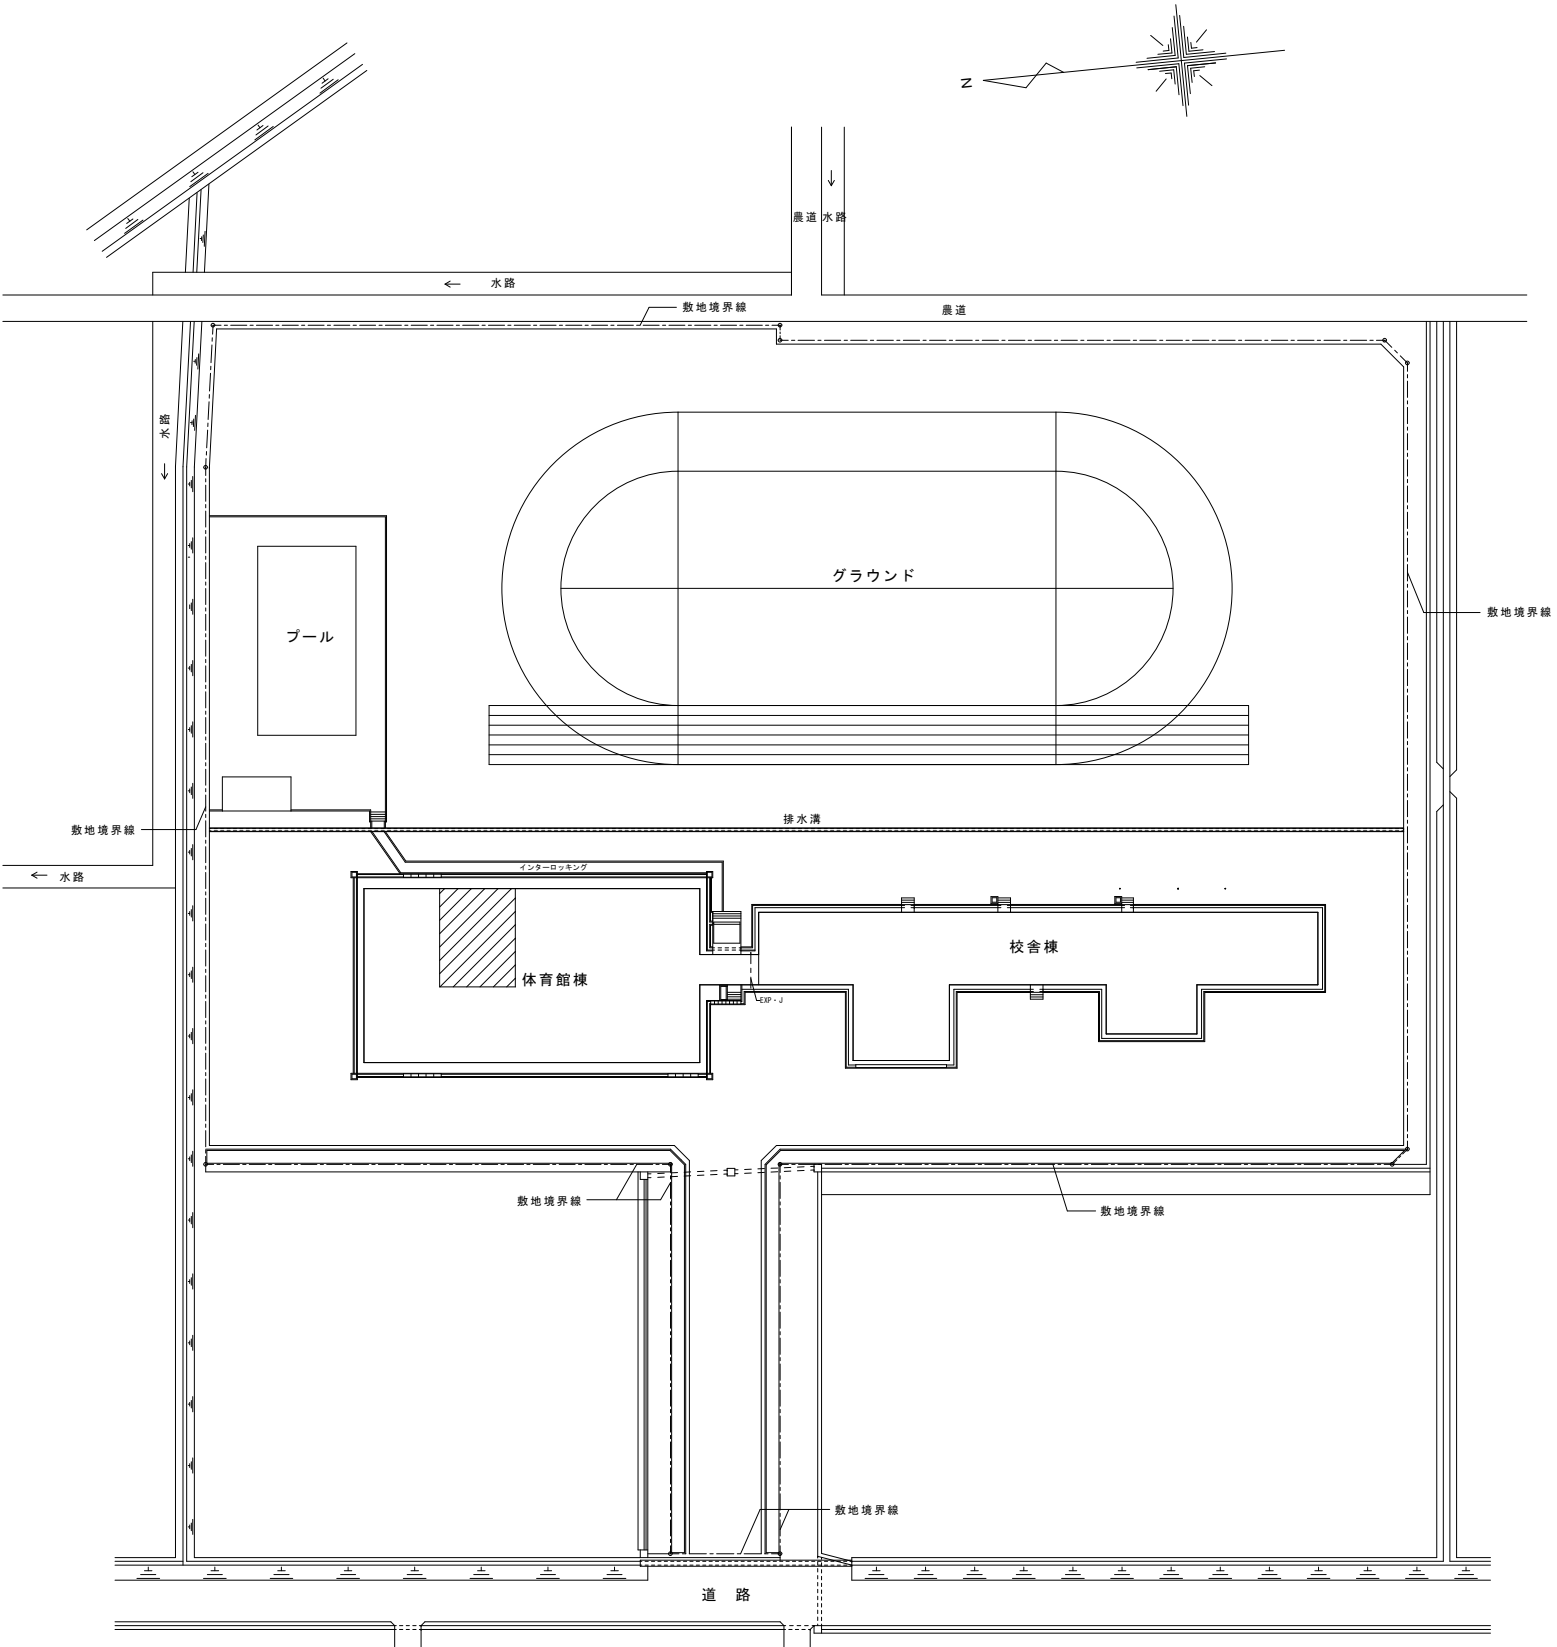 N
農道 水路
水路
敷地境界線
農道
水路
グラウンド
敷地境界線
プール
排水溝
敷地境界線
インターロッキング
水路
校舎棟
体育館棟
EXP・J
敷地境界線
敷地境界線
敷地境界線
道 路